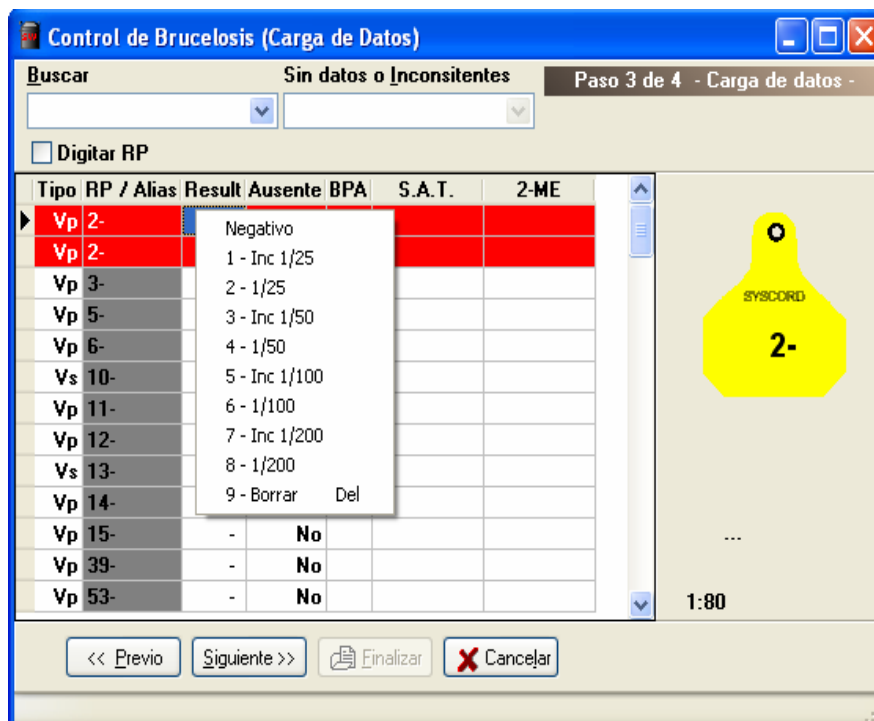 Control de Brucelosis (Carga de Datos)
Buscar Sin datos o Inconsitentes Paso 3 de 4 - Carga de datos -
Digitar RP
Tipo RP / Alias Result Ausente BPA S.A.T. 2-ME
Vp 2-
Vp 2-
Vp 3-
Vp 5-
Vp 6-
Vs 10-
Vp 11-
Vp 12-
Vs 13-
Vp 14-
Vp 15- - No
Vp 39- - No
Vp 53- - No
Negativo
1 - Inc 1/25
2 - 1/25
3 - Inc 1/50
4 - 1/50
5 - Inc 1/100
6 - 1/100
7 - Inc 1/200
8 - 1/200
9 - Borrar Del
SYSCORD
2-
...
1:80
<< Previo Siguiente >> Finalizar Cancelar